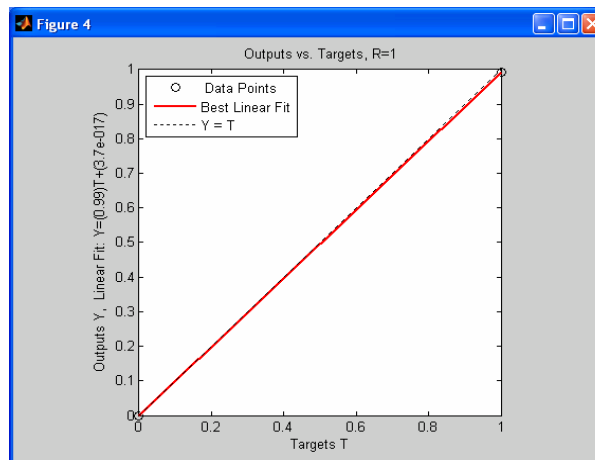 Figure 4
Outputs vs. Targets, R=1
Data Points
Best Linear Fit
Y = T
Outputs Y, Linear Fit: Y=(0.99)T+(3.7e-017)
1
0.9
0.8
0.7
0.6
0.5
0.4
0.3
0.2
0.1
0
0 0.2 0.4 0.6 0.8 1
Targets T